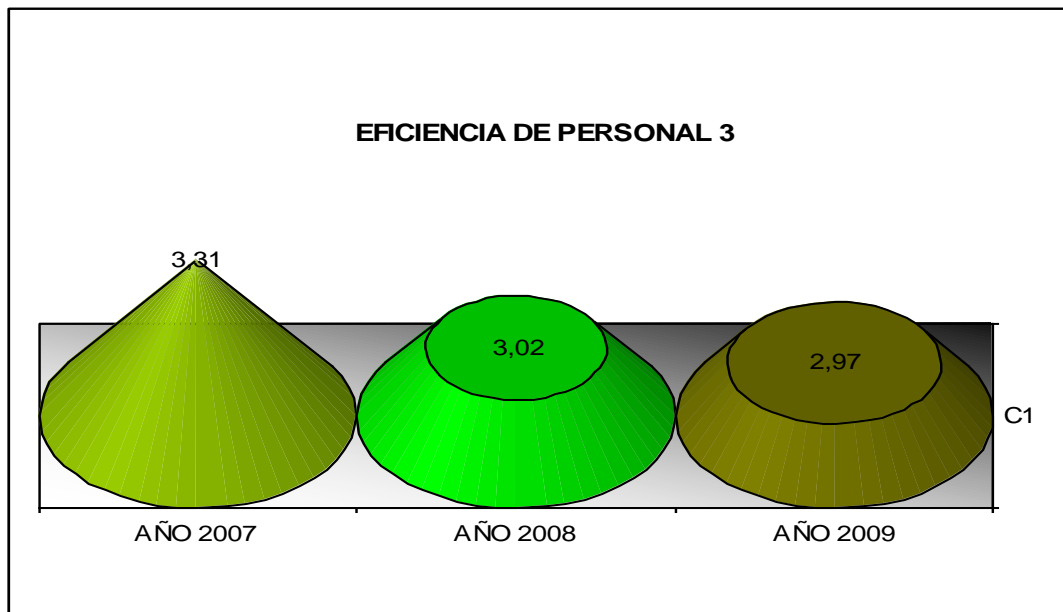 EFICIENCIA DE PERSONAL 3
3,31
3,02
2,97
C1
AÑO 2007
AÑO 2008
AÑO 2009